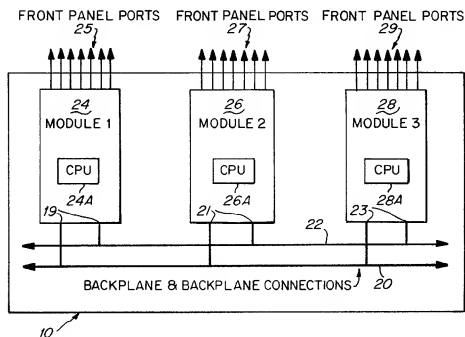 FRONT PANEL PORTS FRONT PANEL PORTS FRONT PANEL PORTS
25 27 29
24 26 28
MODULE 1 MODULE 2 MODULE 3
CPU CPU CPU
24A 26A 28A
19 21 23
22
BACKPLANE & BACKPLANE CONNECTIONS 20
10